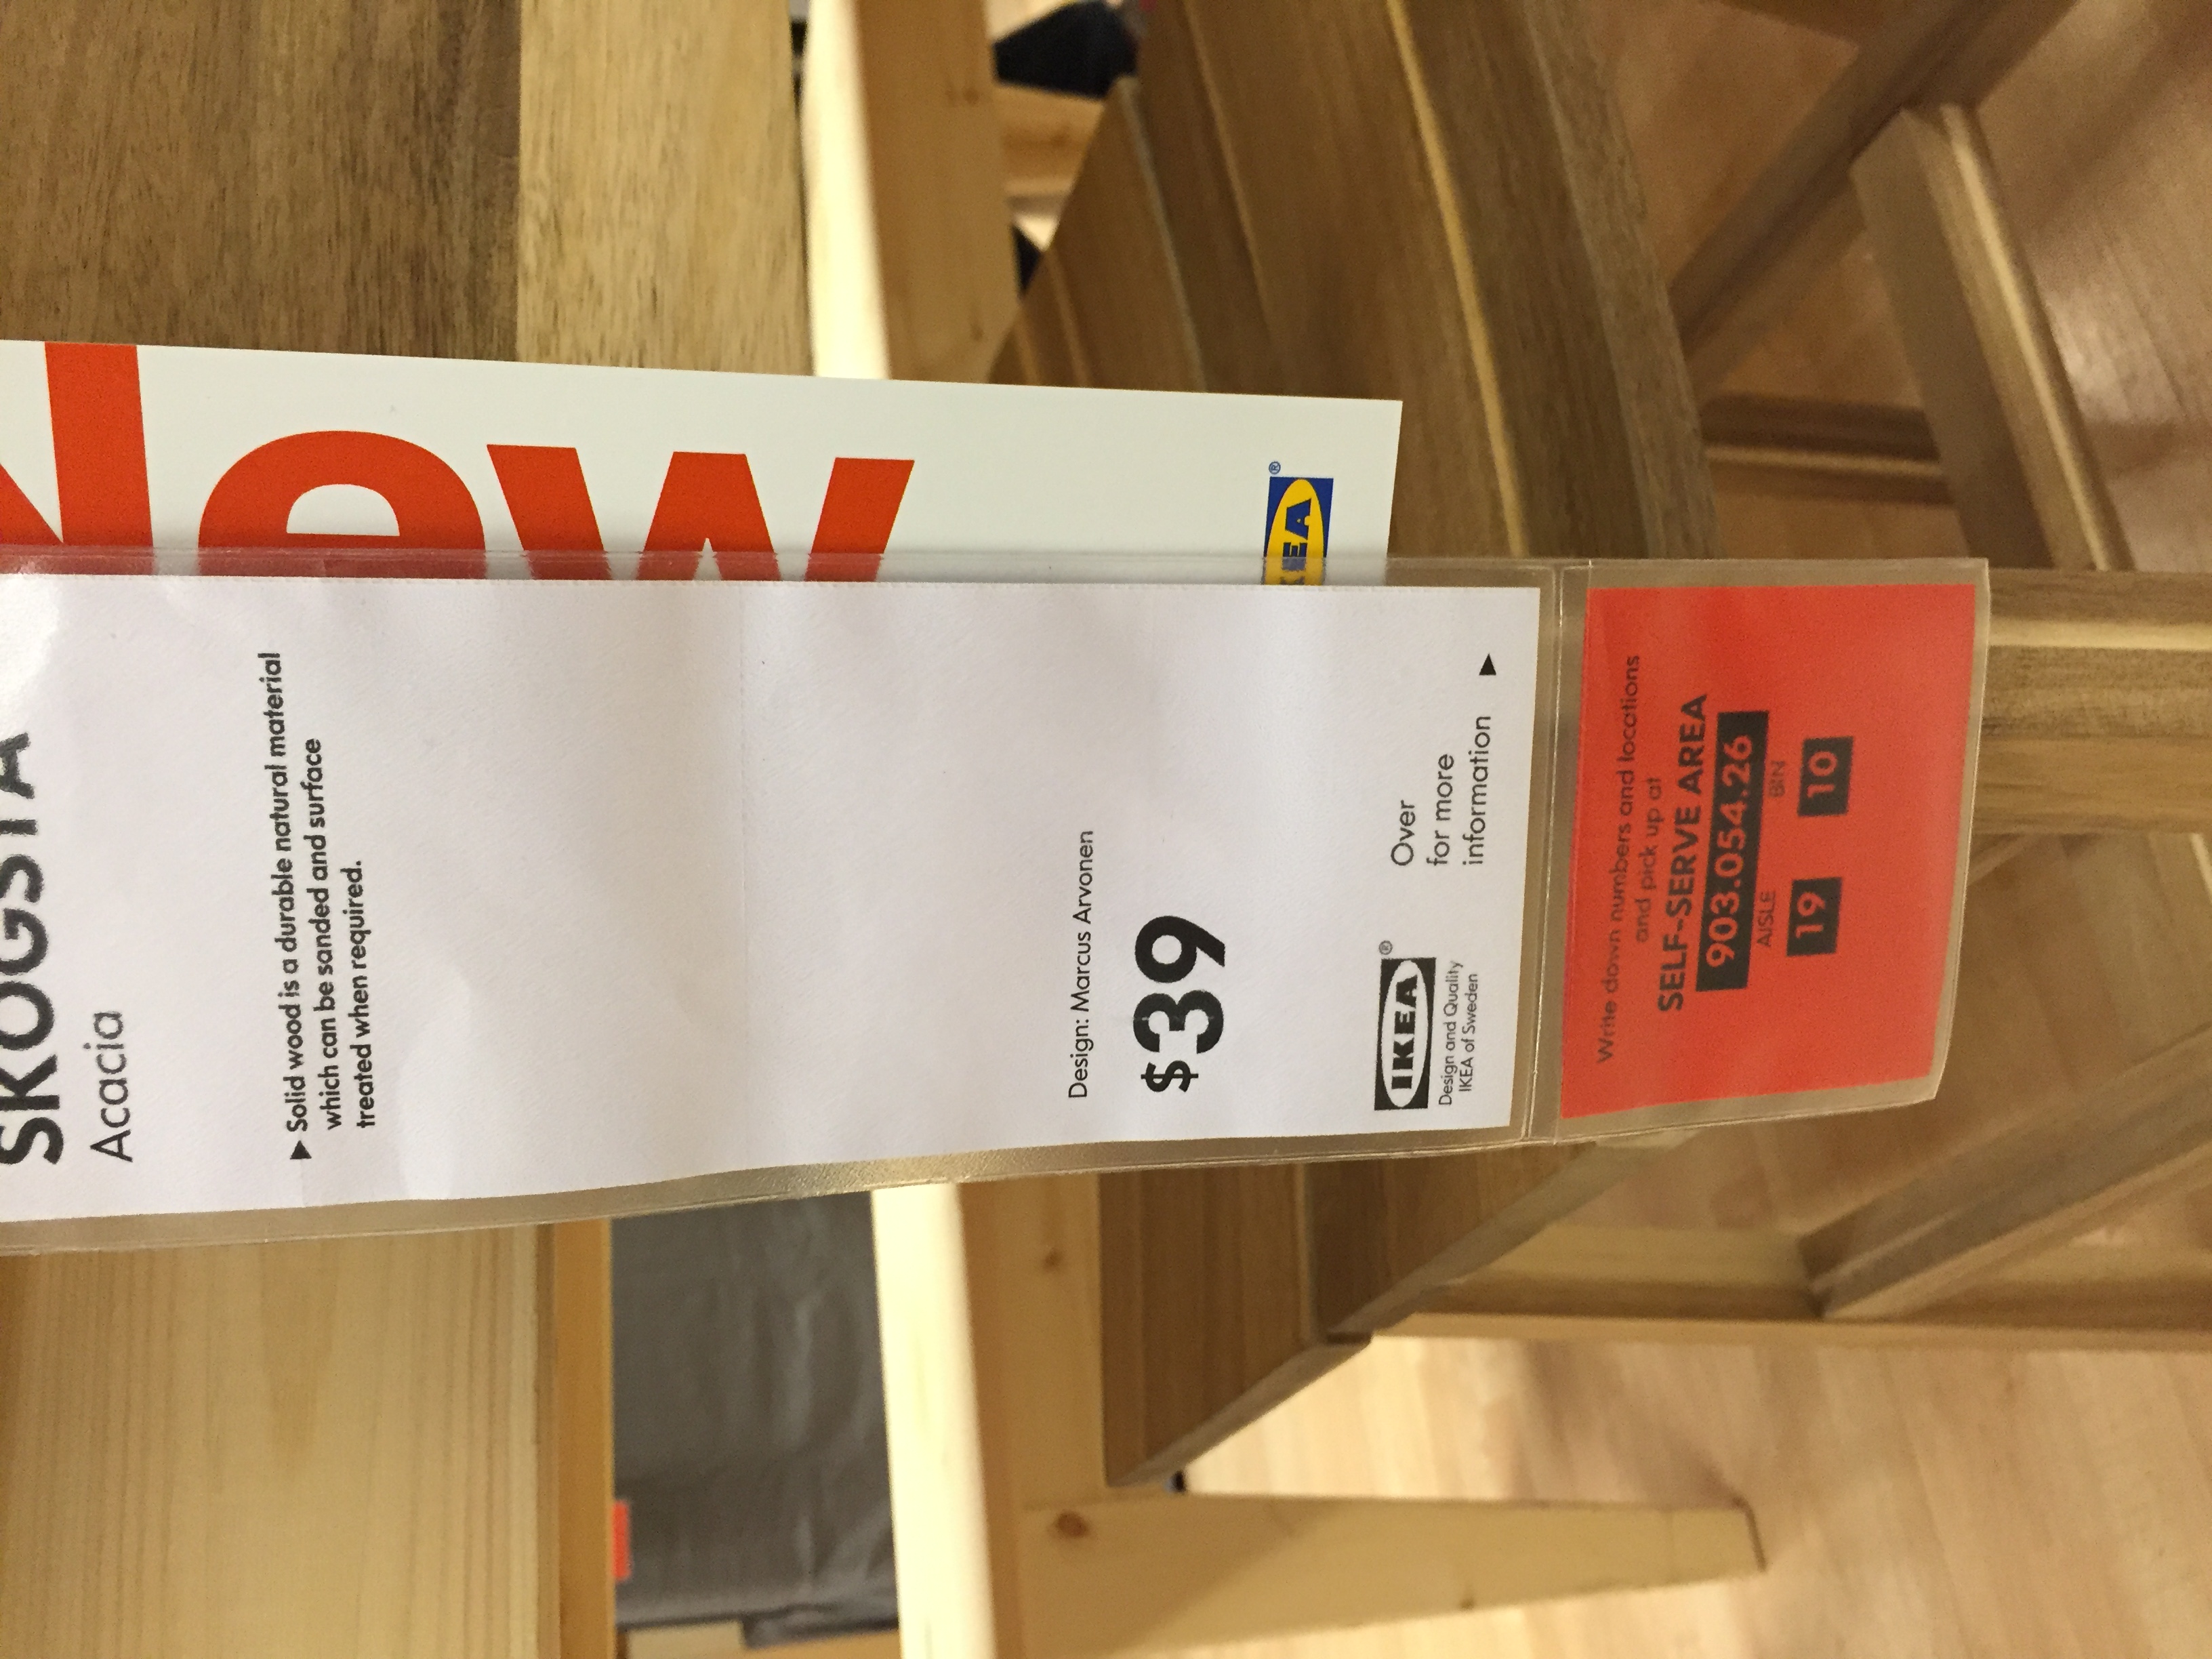 New
IKEA®
SKOGSTA
Acacia
▶ Solid wood is a durable natural material
which can be sanded and surface
treated when required.
Design: Marcus Arvonen
$39
IKEA®
Design and Quality
IKEA of Sweden
Over
for more
information ▶
Write down numbers and locations
and pick up at
SELF-SERVE AREA
903.054.26
AISLE BIN
19 10